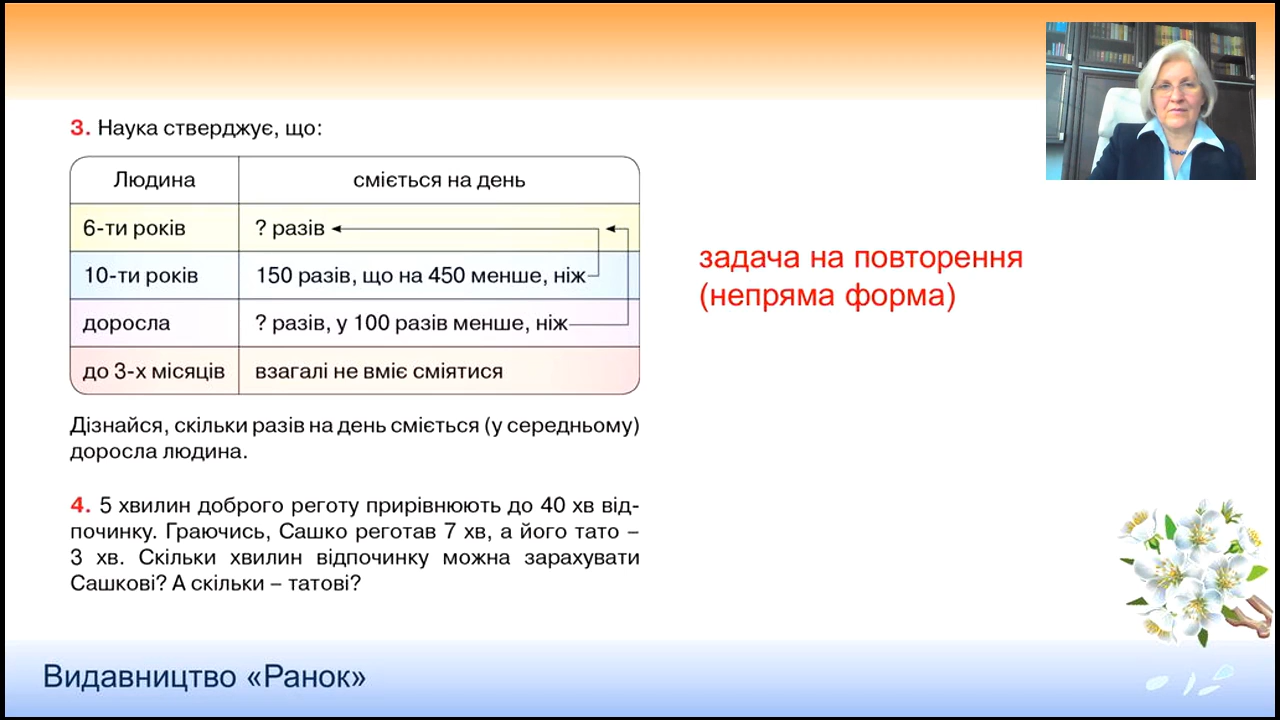 3. Наука стверджує, що:
Людина сміється на день
6-ти років ? разів
10-ти років 150 разів, що на 450 менше, ніж
доросла ? разів, у 100 разів менше, ніж
до 3-х місяців взагалі не вміє сміятися
Дізнайся, скільки разів на день сміється (у середньому)
доросла людина.
4. 5 хвилин доброго реготу прирівнюють до 40 хв від-
починку. Граючись, Сашко реготав 7 хв, а його тато –
3 хв. Скільки хвилин відпочинку можна зарахувати
Сашкові? А скільки – татові?
задача на повторення
(непряма форма)
Видавництво «Ранок»